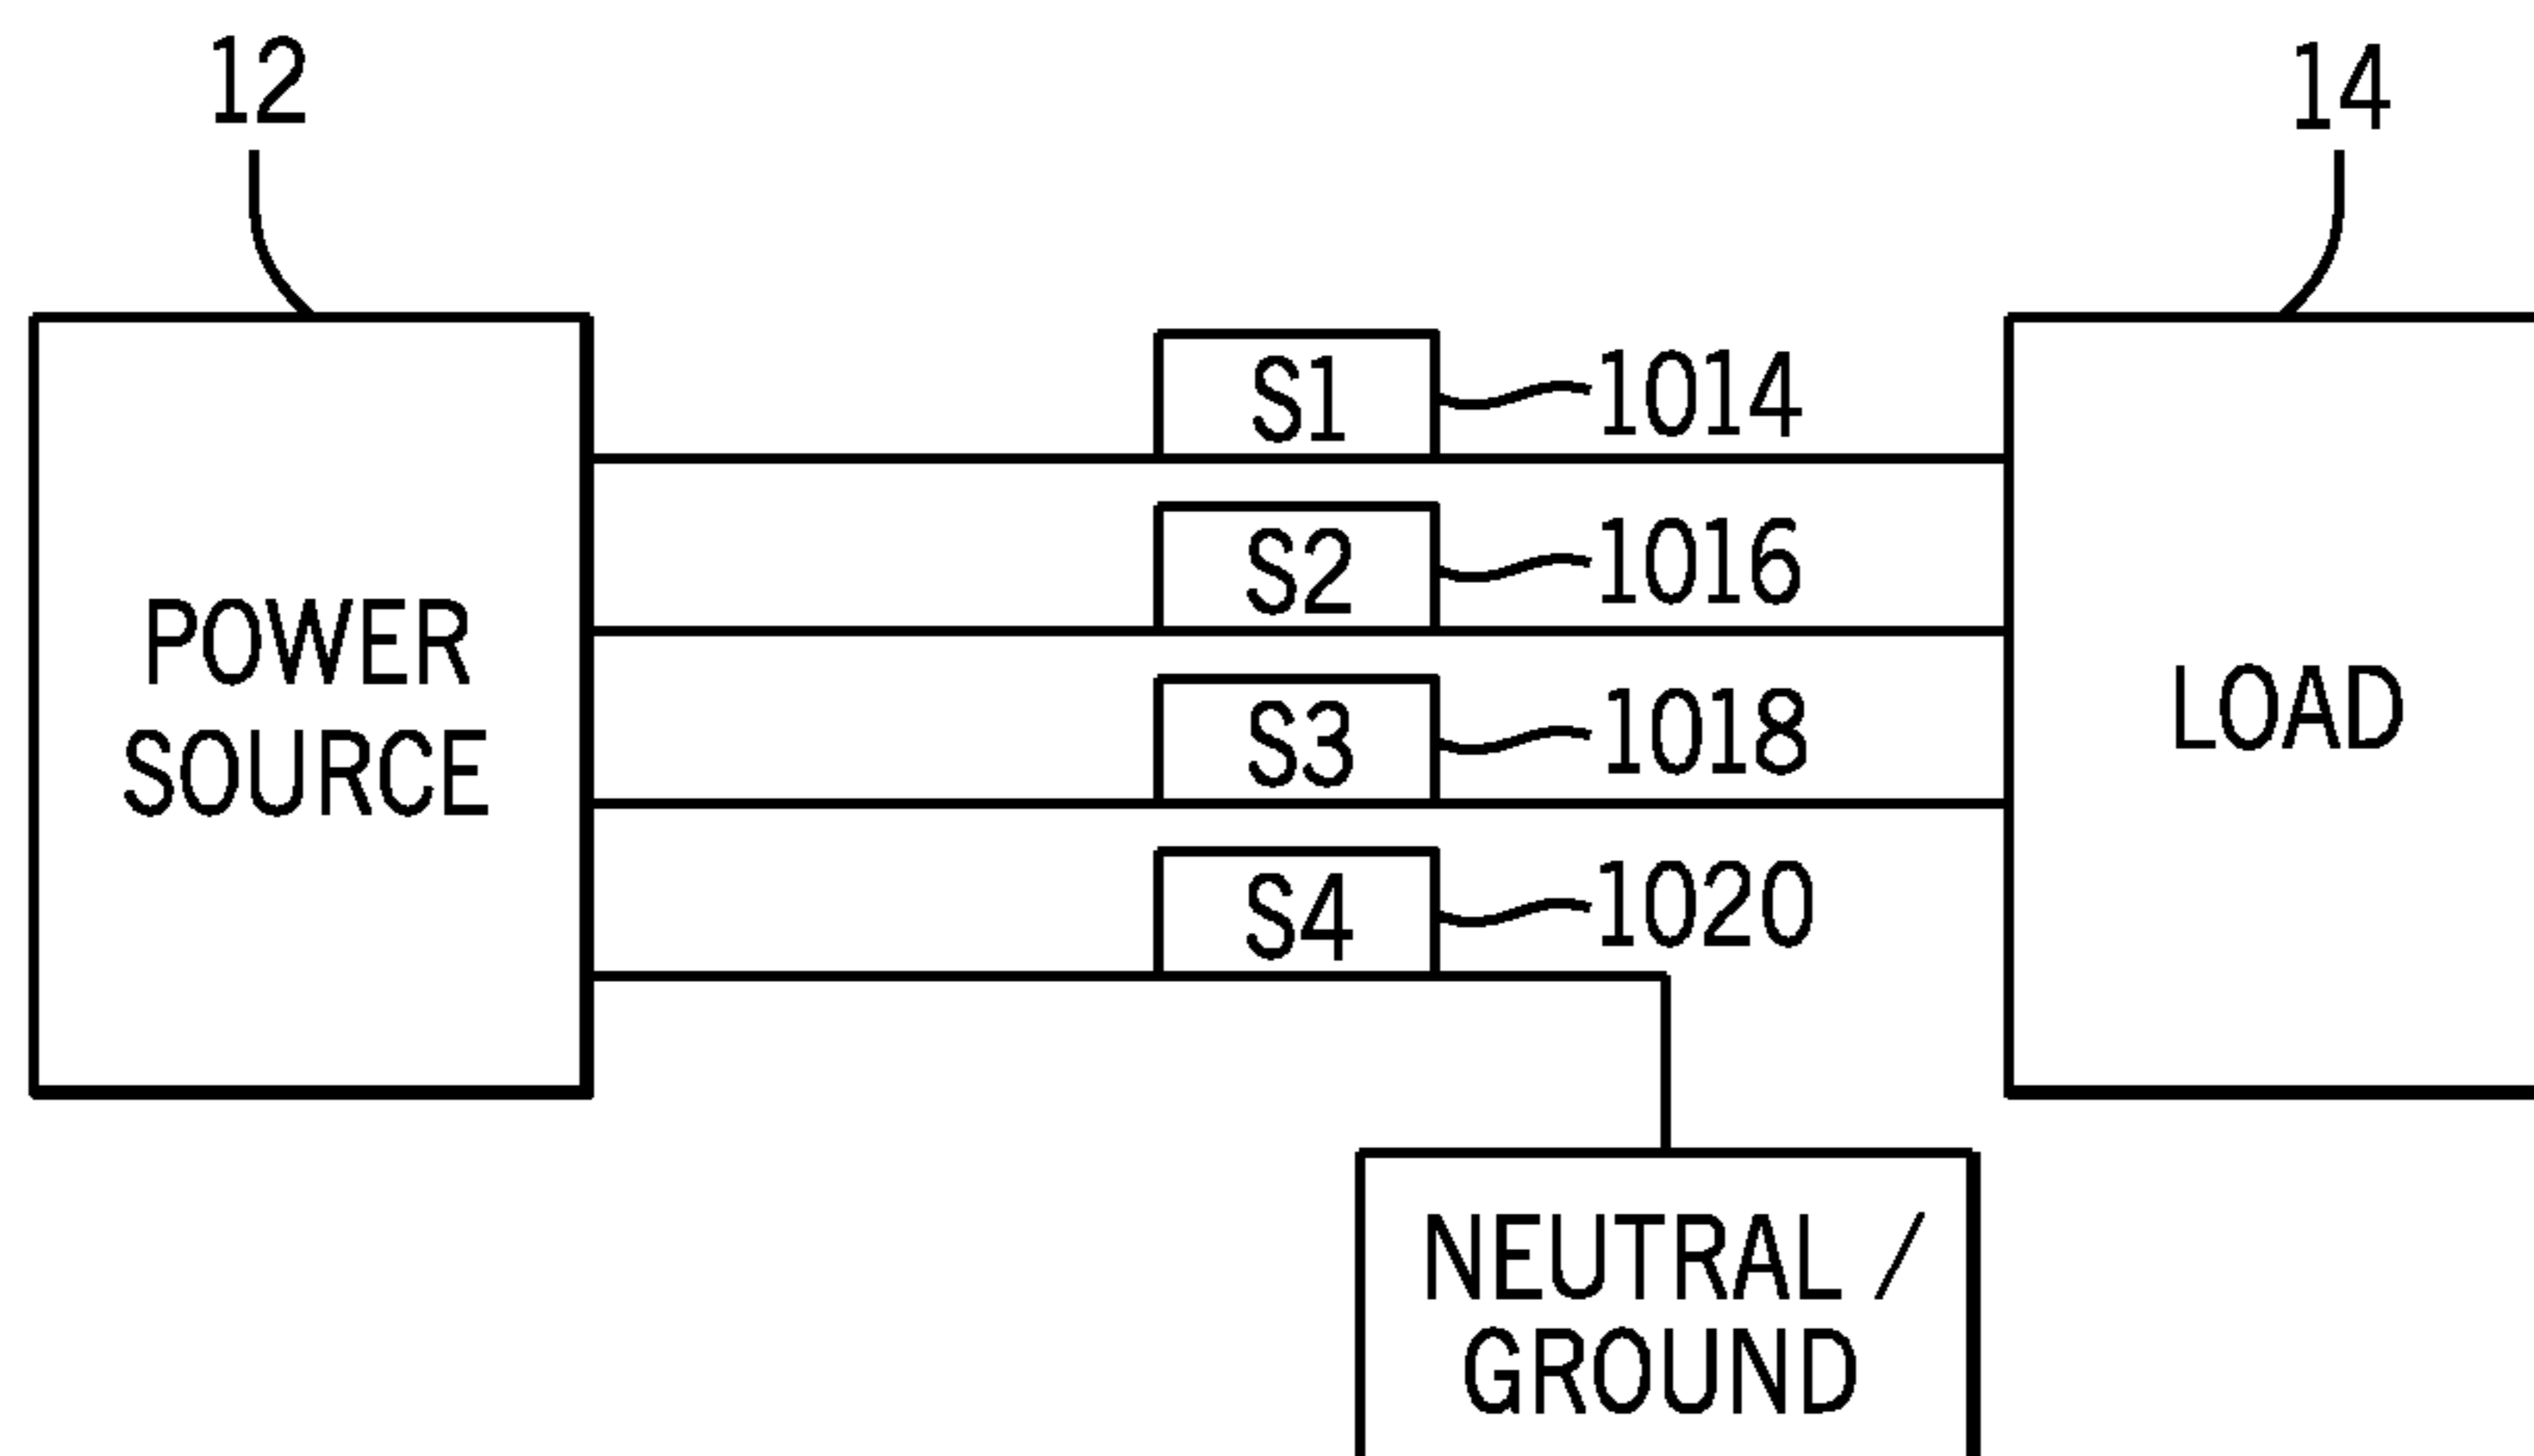 12
14
S1
1014
S2
1016
POWER
SOURCE
S3
1018
LOAD
S4
1020
NEUTRAL /
GROUND